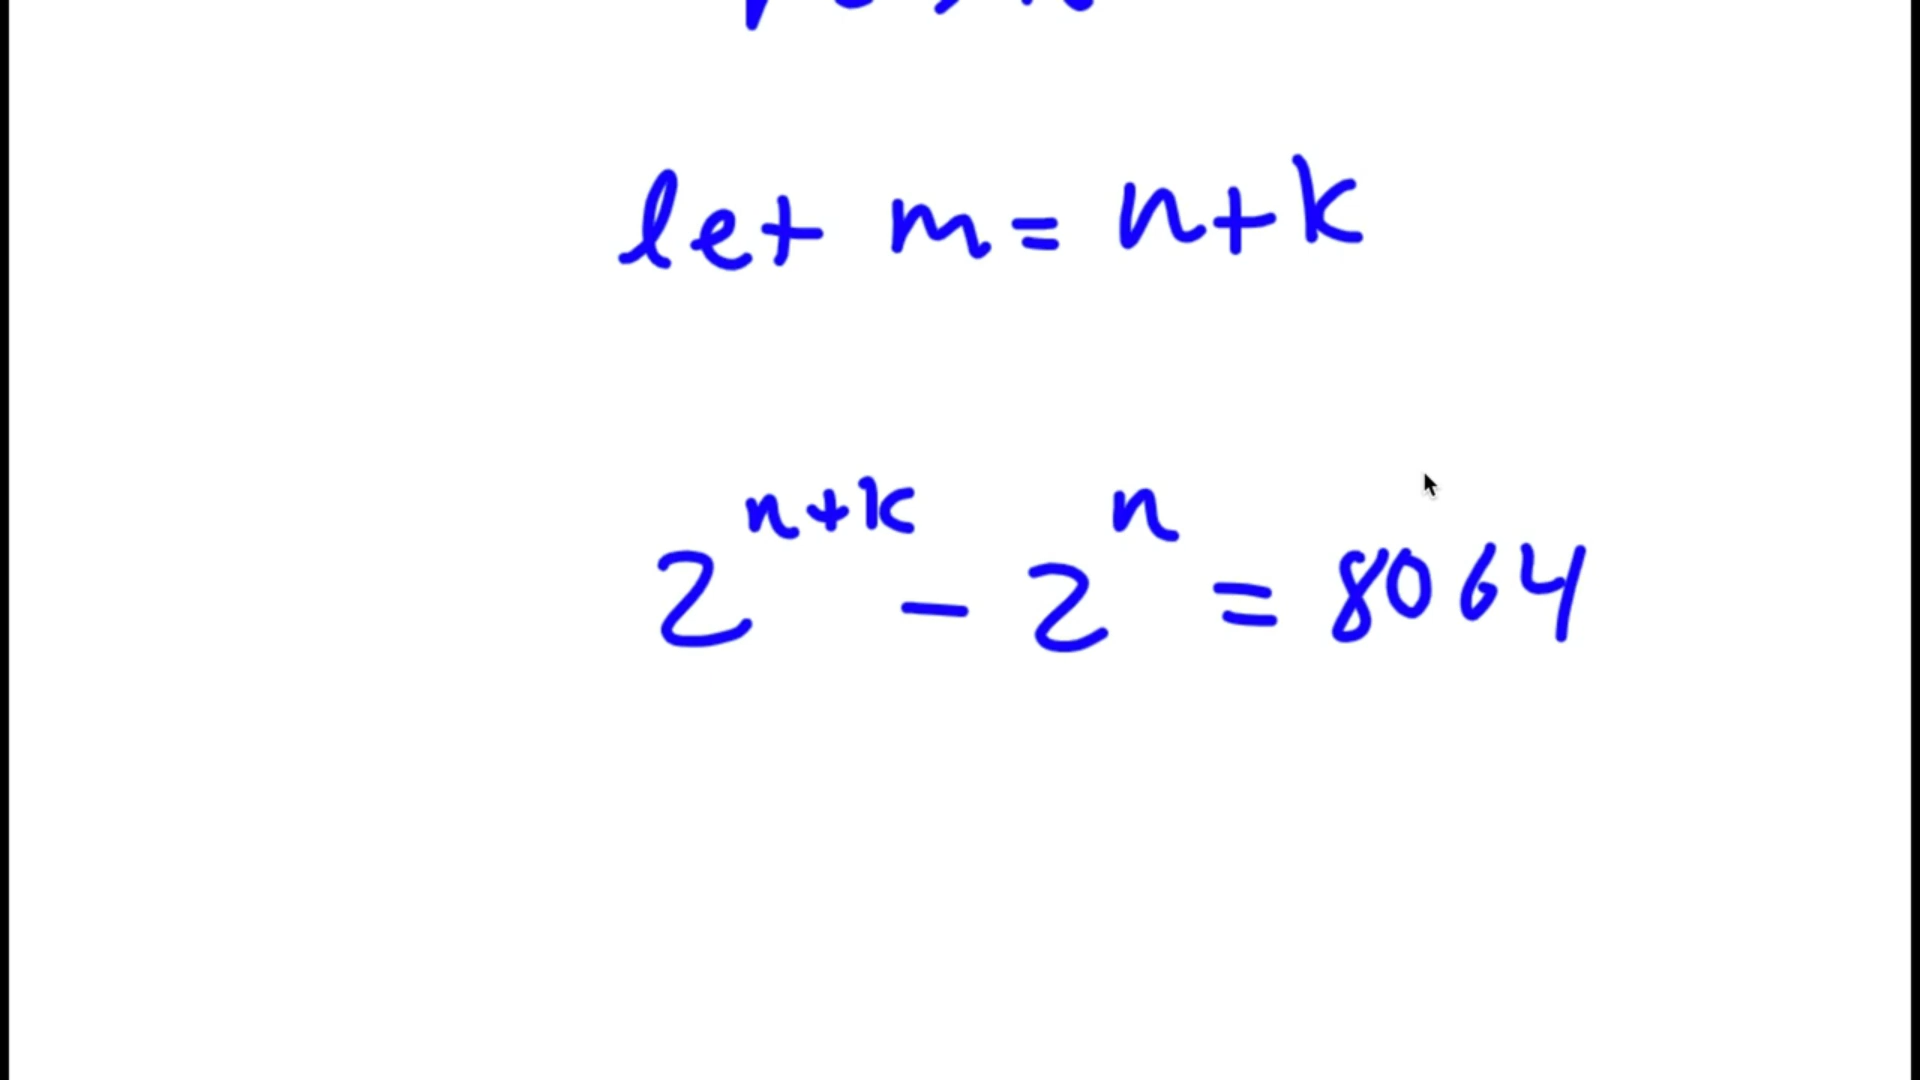 let m = n+k
2^{n+k} - 2^n = 8064